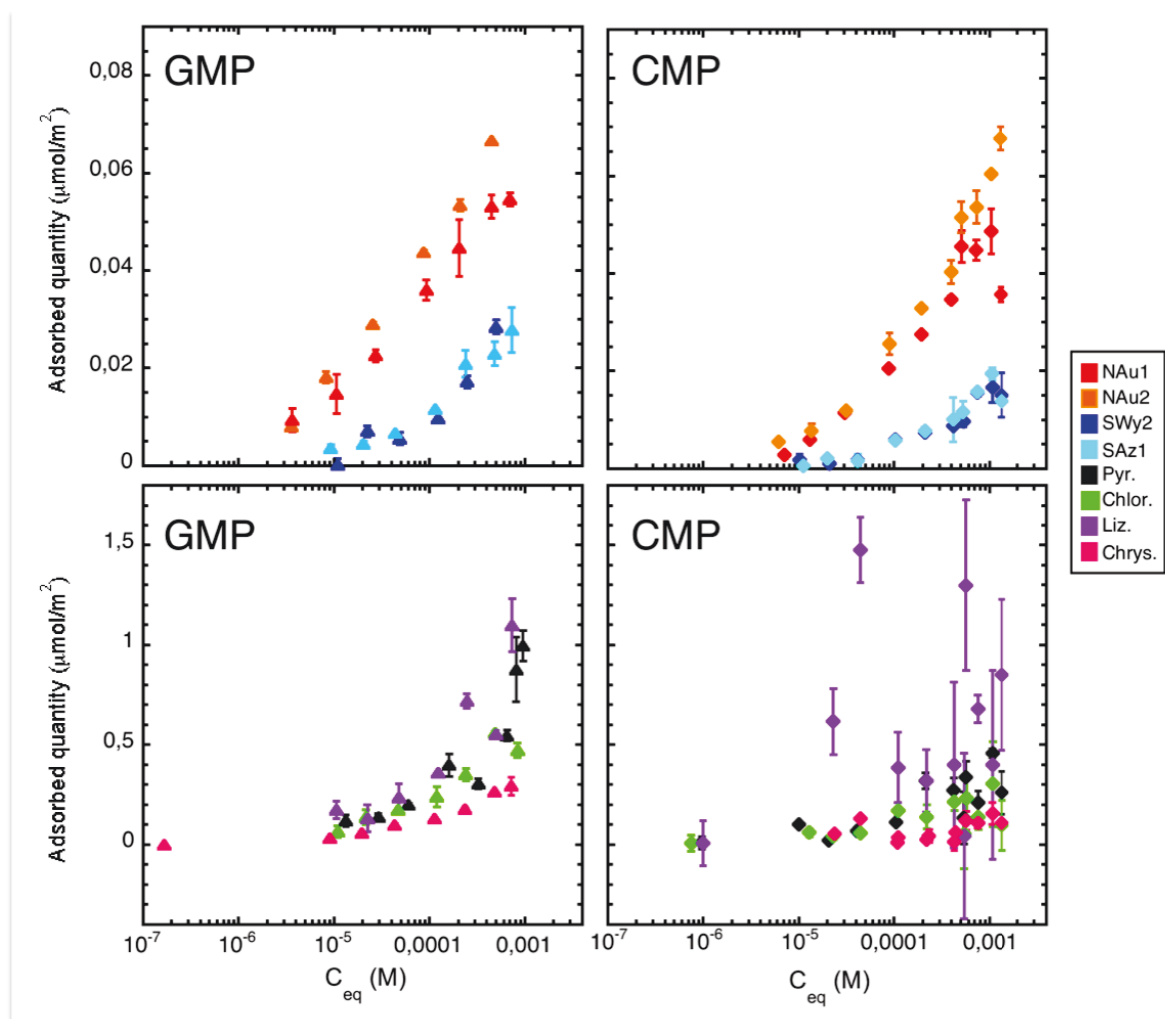 GMP
CMP
0,08
0,06
0,04
0,02
0
Adsorbed quantity (μmol/m²)
NAu1
NAu2
SWy2
SAz1
Pyr.
Chlor.
Liz.
Chrys.
GMP
CMP
1,5
1
0,5
0
Adsorbed quantity (μmol/m²)
10⁻⁷ 10⁻⁶ 10⁻⁵ 0,0001 0,001
10⁻⁷ 10⁻⁶ 10⁻⁵ 0,0001 0,001
C_eq (M)
C_eq (M)